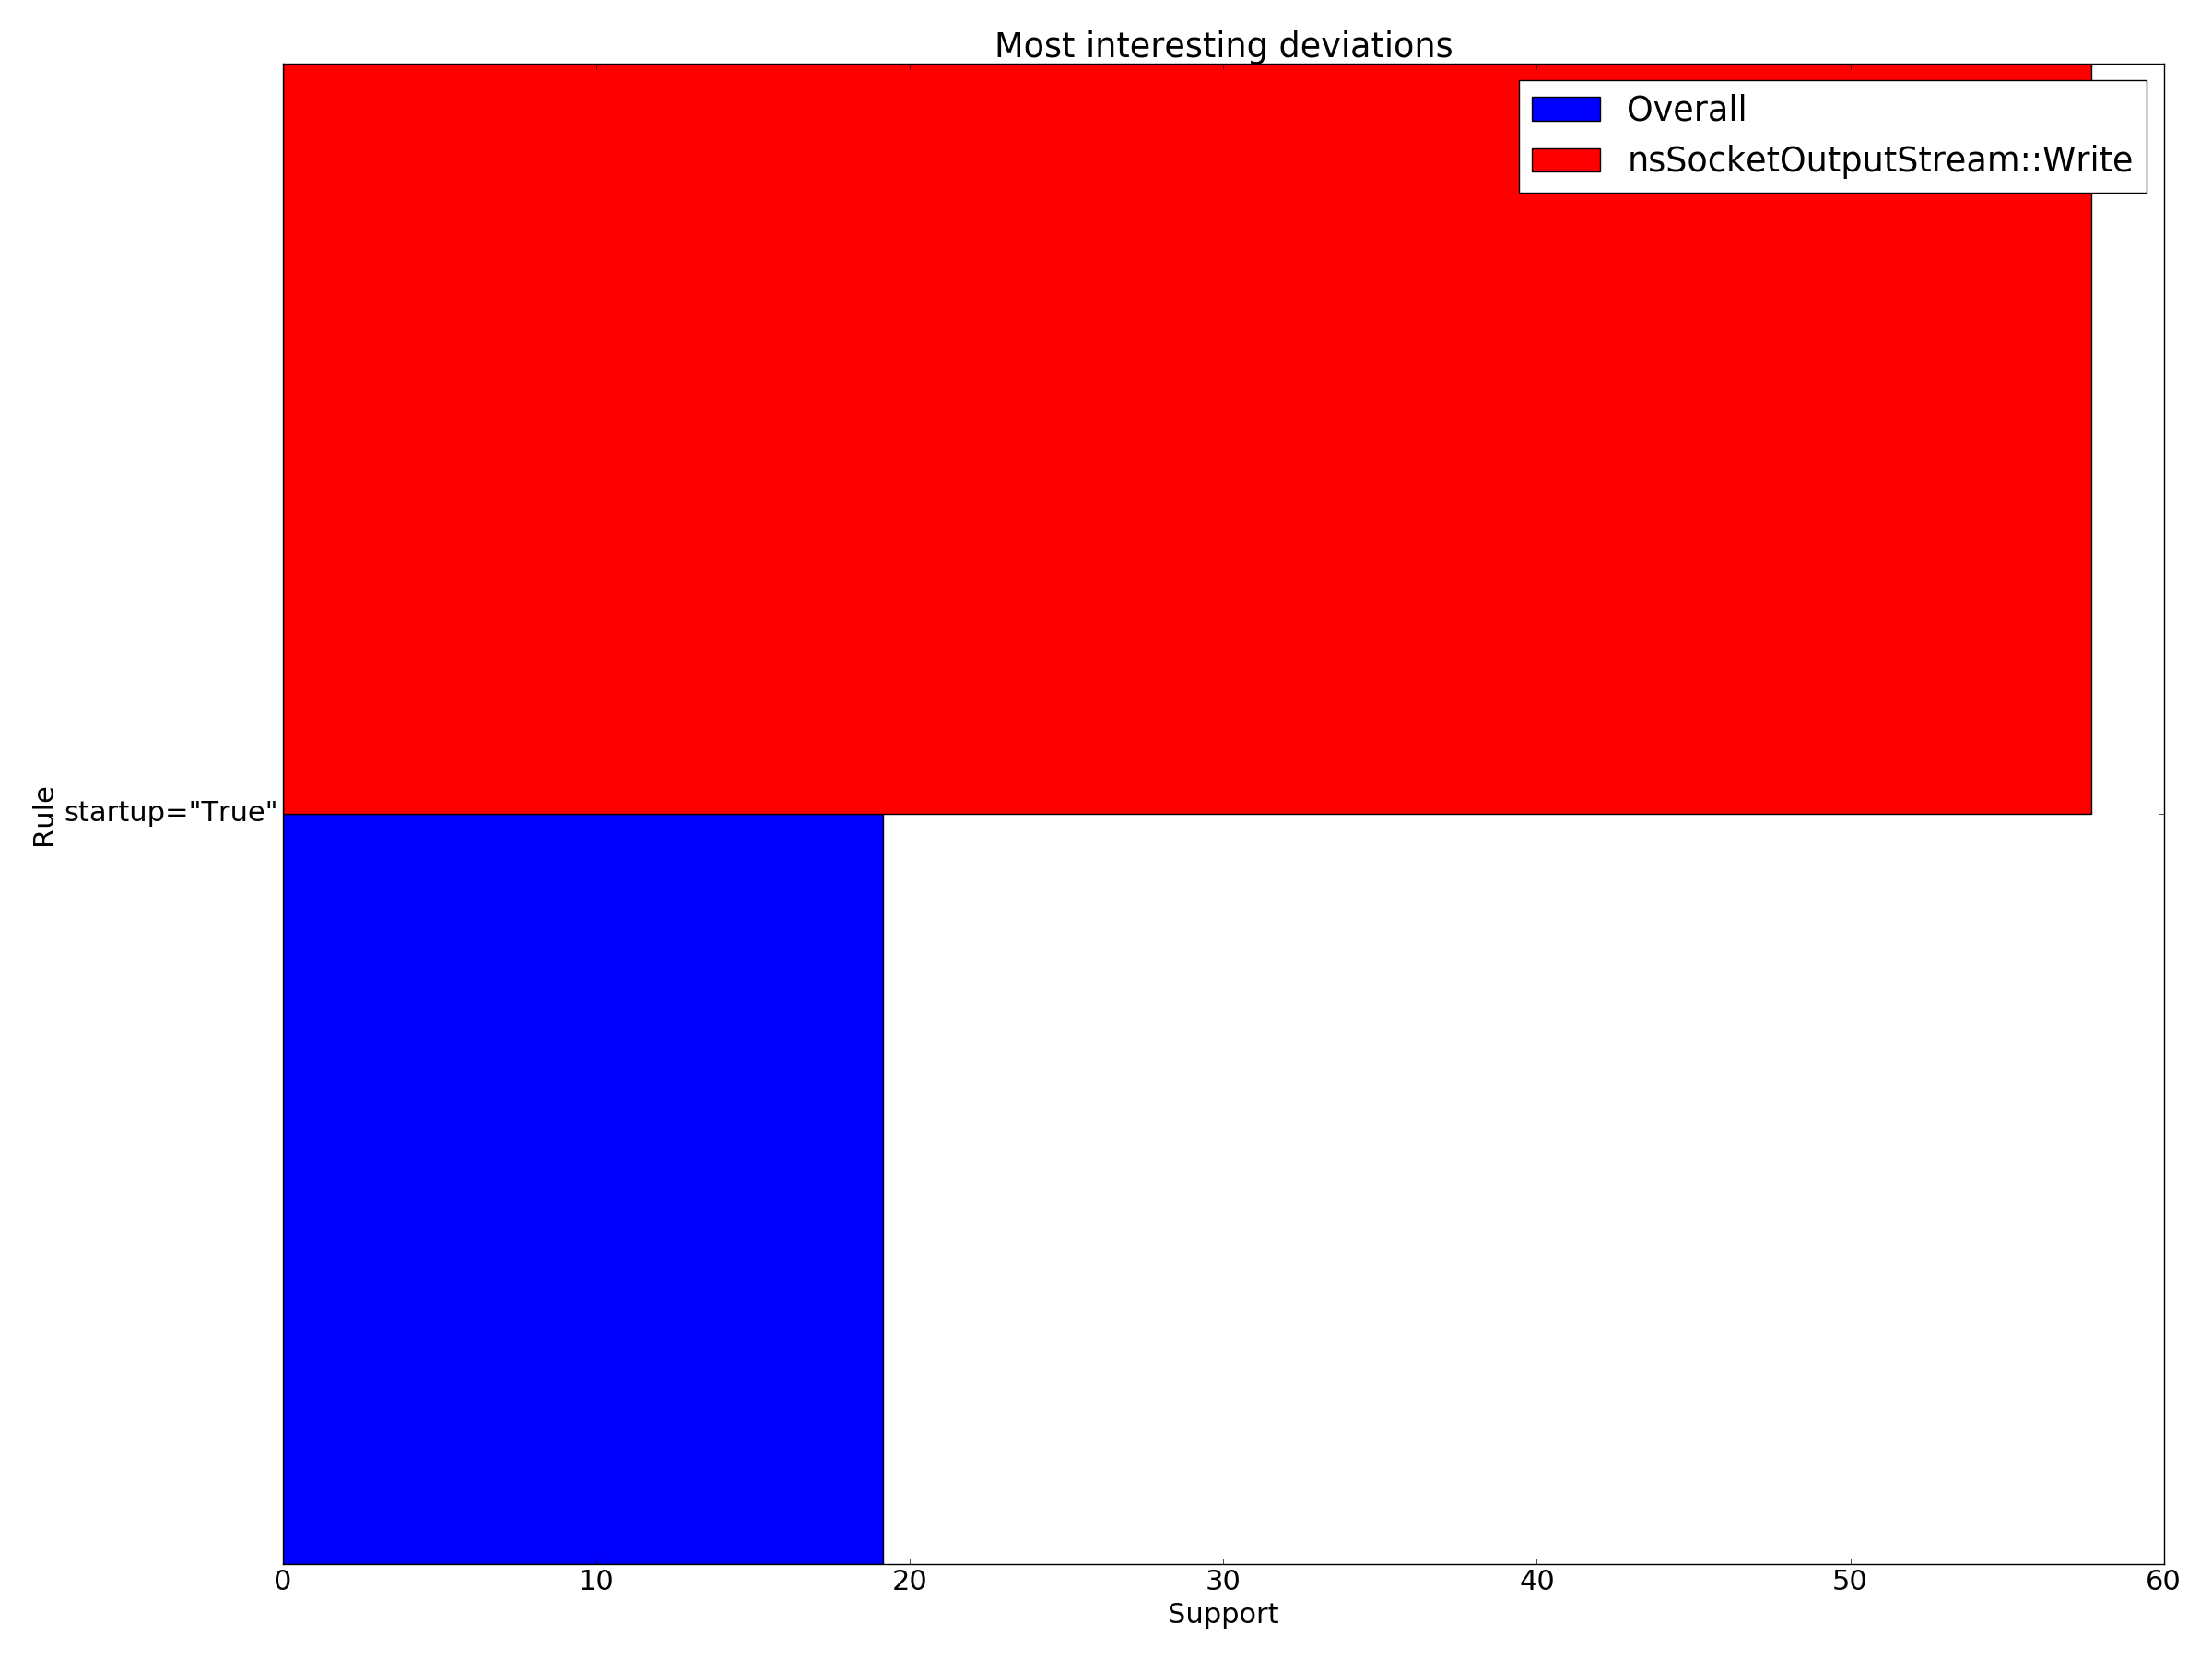 Most interesting deviations
Overall
nsSocketOutputStream::Write
Rule
startup="True"
0 10 20 30 40 50 60
Support